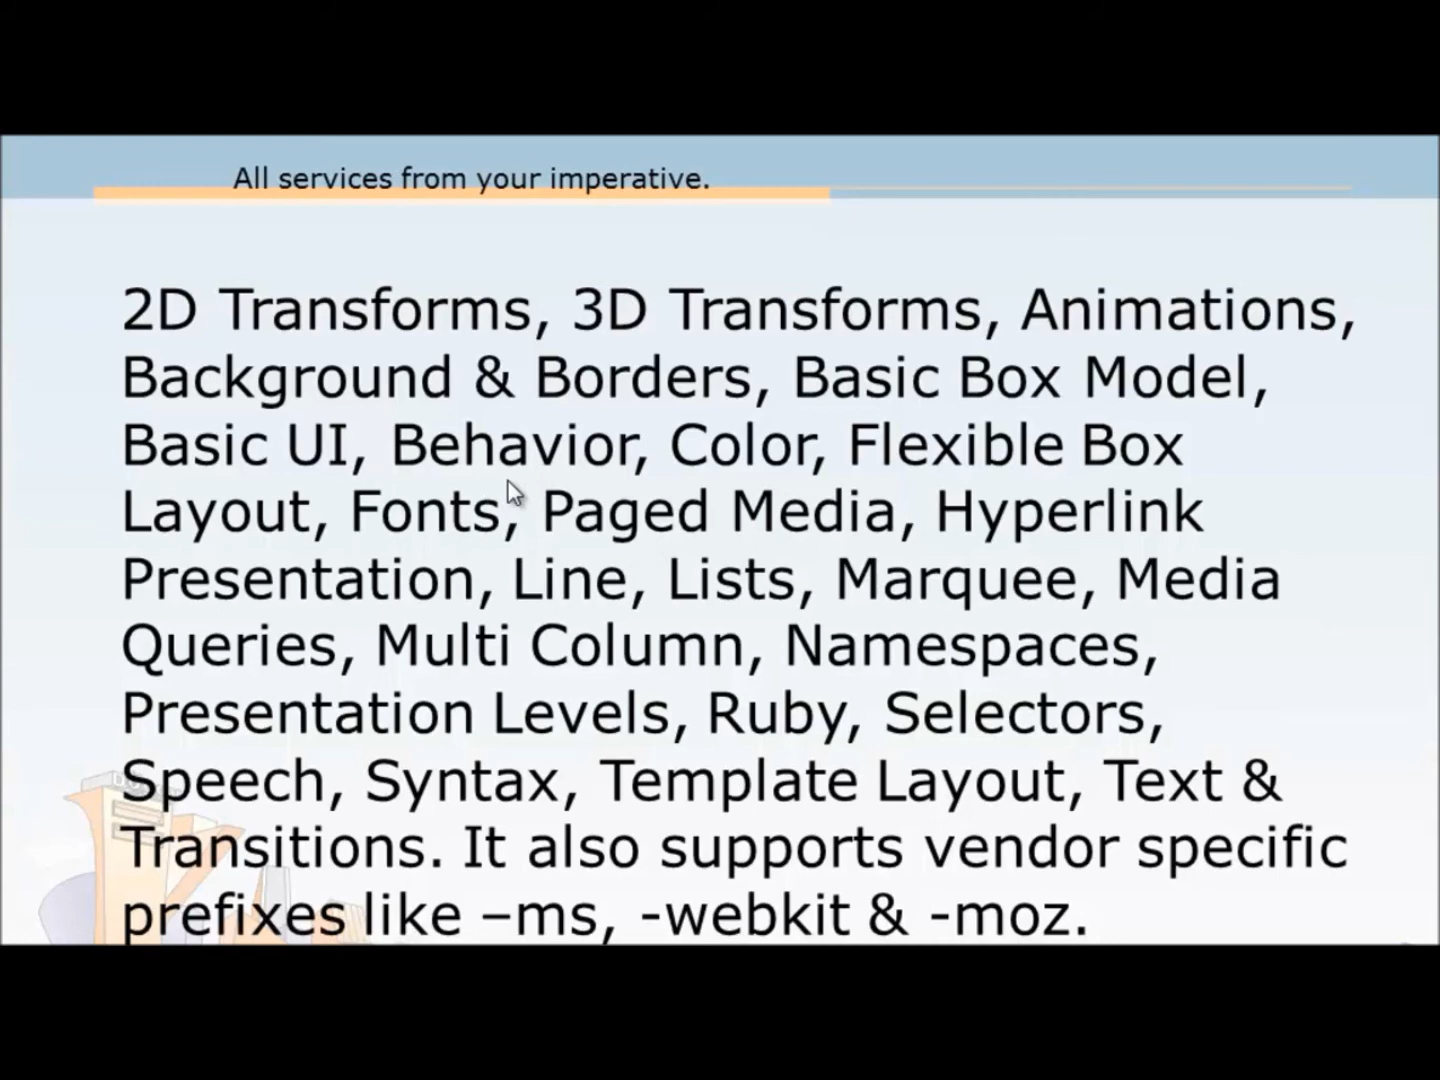 All services from your imperative.
2D Transforms, 3D Transforms, Animations,
Background & Borders, Basic Box Model,
Basic UI, Behavior, Color, Flexible Box
Layout, Fonts, Paged Media, Hyperlink
Presentation, Line, Lists, Marquee, Media
Queries, Multi Column, Namespaces,
Presentation Levels, Ruby, Selectors,
Speech, Syntax, Template Layout, Text &
Transitions. It also supports vendor specific
prefixes like –ms, -webkit & -moz.